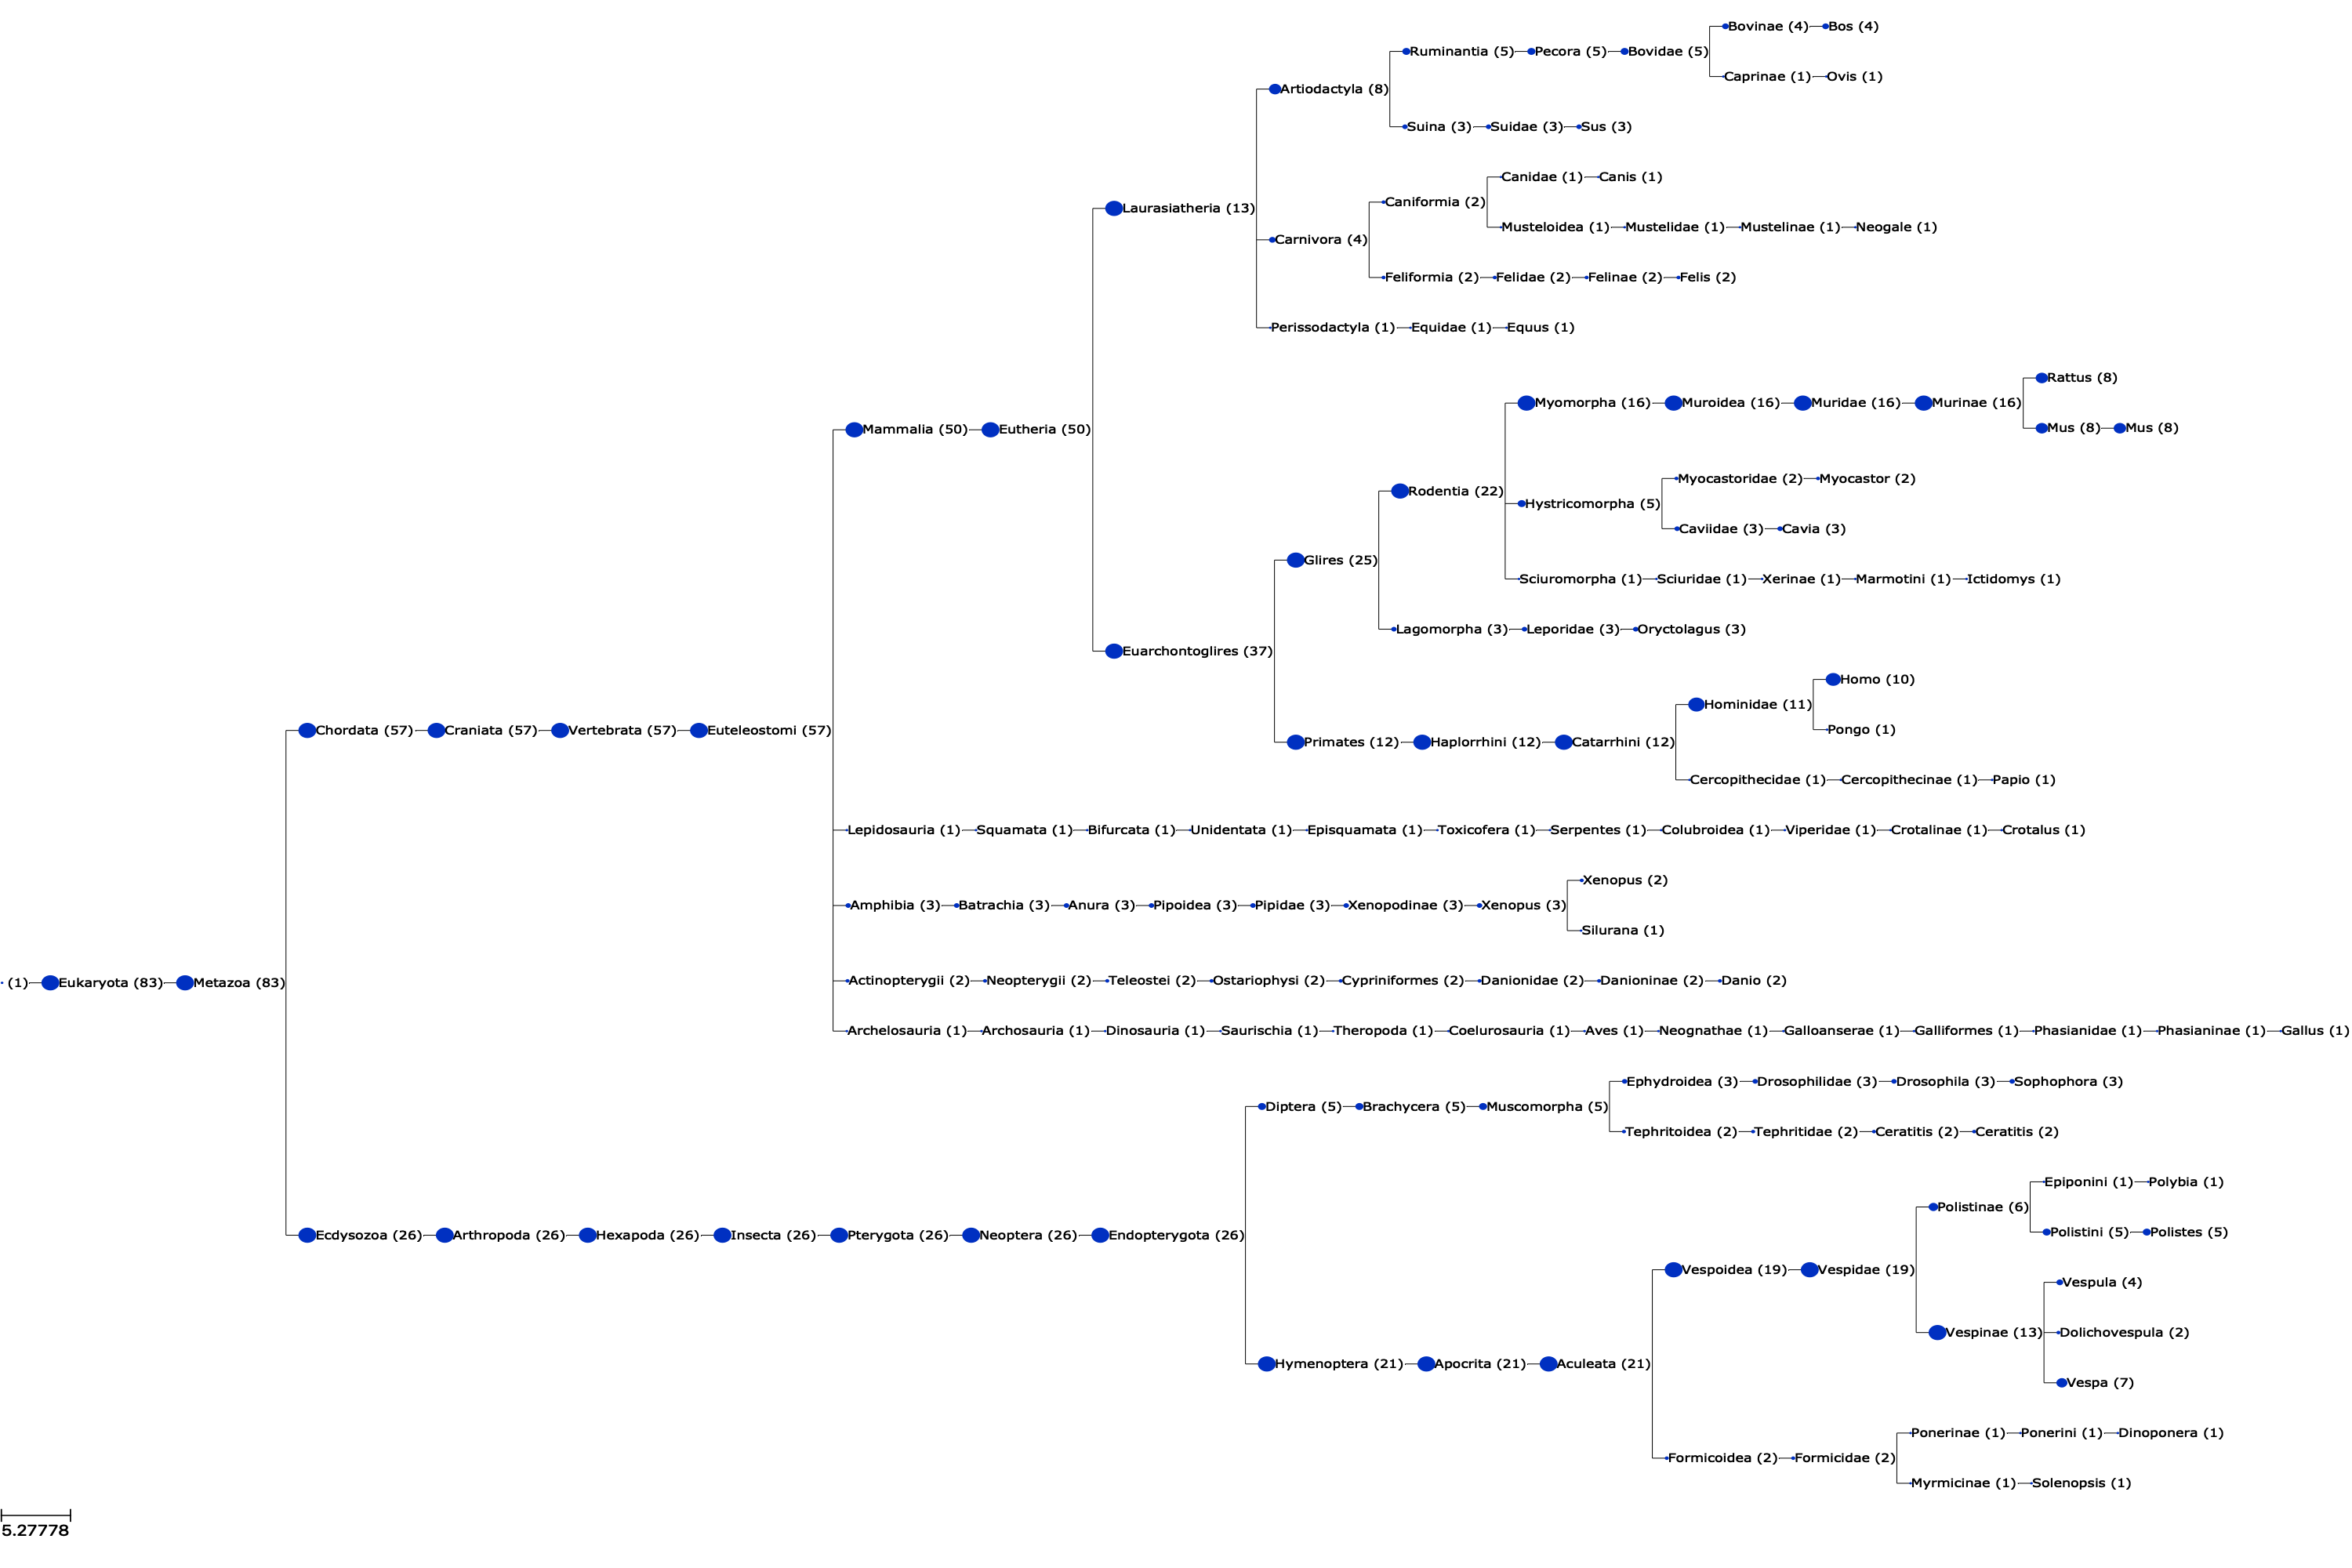 Bovinae (4) Bos (4)
Ruminantia (5) Pecora (5) Bovidae (5)
Caprinae (1) Ovis (1)
Artiodactyla (8)
Suina (3) Suidae (3) Sus (3)
Canidae (1) Canis (1)
Caniformia (2)
Laurasiatheria (13)
Musteloidea (1) Mustelidae (1) Mustelinae (1) Neogale (1)
Carnivora (4)
Feliformia (2) Felidae (2) Felinae (2) Felis (2)
Perissodactyla (1) Equidae (1) Equus (1)
Rattus (8)
Myomorpha (16) Muroidea (16) Muridae (16) Murinae (16)
Mus (8) Mus (8)
Mammalia (50) Eutheria (50)
Myocastoridae (2) Myocastor (2)
Rodentia (22)
Hystricomorpha (5)
Caviidae (3) Cavia (3)
Glires (25)
Sciuromorpha (1) Sciuridae (1) Xerinae (1) Marmotini (1) Ictidomys (1)
Lagomorpha (3) Leporidae (3) Oryctolagus (3)
Euarchontoglires (37)
Homo (10)
Hominidae (11)
Pongo (1)
Chordata (57) Craniata (57) Vertebrata (57) Euteleostomi (57)
Primates (12) Haplorrhini (12) Catarrhini (12)
Cercopithecidae (1) Cercopithecinae (1) Papio (1)
Lepidosauria (1) Squamata (1) Bifurcata (1) Unidentata (1) Episquamata (1) Toxicofera (1) Serpentes (1) Colubroidea (1) Viperidae (1) Crotalinae (1) Crotalus (1)
Xenopus (2)
Amphibia (3) Batrachia (3) Anura (3) Pipoidea (3) Pipidae (3) Xenopodinae (3) Xenopus (3)
Silurana (1)
Actinopterygii (2) Neopterygii (2) Teleostei (2) Ostariophysi (2) Cypriniformes (2) Danionidae (2) Danioninae (2) Danio (2)
(1) Eukaryota (83) Metazoa (83)
Archelosauria (1) Archosauria (1) Dinosauria (1) Saurischia (1) Theropoda (1) Coelurosauria (1) Aves (1) Neognathae (1) Galloanserae (1) Galliformes (1) Phasianidae (1) Phasianinae (1) Gallus (1)
Ephydroidea (3) Drosophilidae (3) Drosophila (3) Sophophora (3)
Diptera (5) Brachycera (5) Muscomorpha (5)
Tephritoidea (2) Tephritidae (2) Ceratitis (2) Ceratitis (2)
Epiponini (1) Polybia (1)
Polistinae (6)
Polistini (5) Polistes (5)
Ecdysozoa (26) Arthropoda (26) Hexapoda (26) Insecta (26) Pterygota (26) Neoptera (26) Endopterygota (26)
Vespoidea (19) Vespidae (19)
Vespula (4)
Vespinae (13)
Dolichovespula (2)
Hymenoptera (21) Apocrita (21) Aculeata (21)
Vespa (7)
Ponerinae (1) Ponerini (1) Dinoponera (1)
Formicoidea (2) Formicidae (2)
Myrmicinae (1) Solenopsis (1)
5.27778